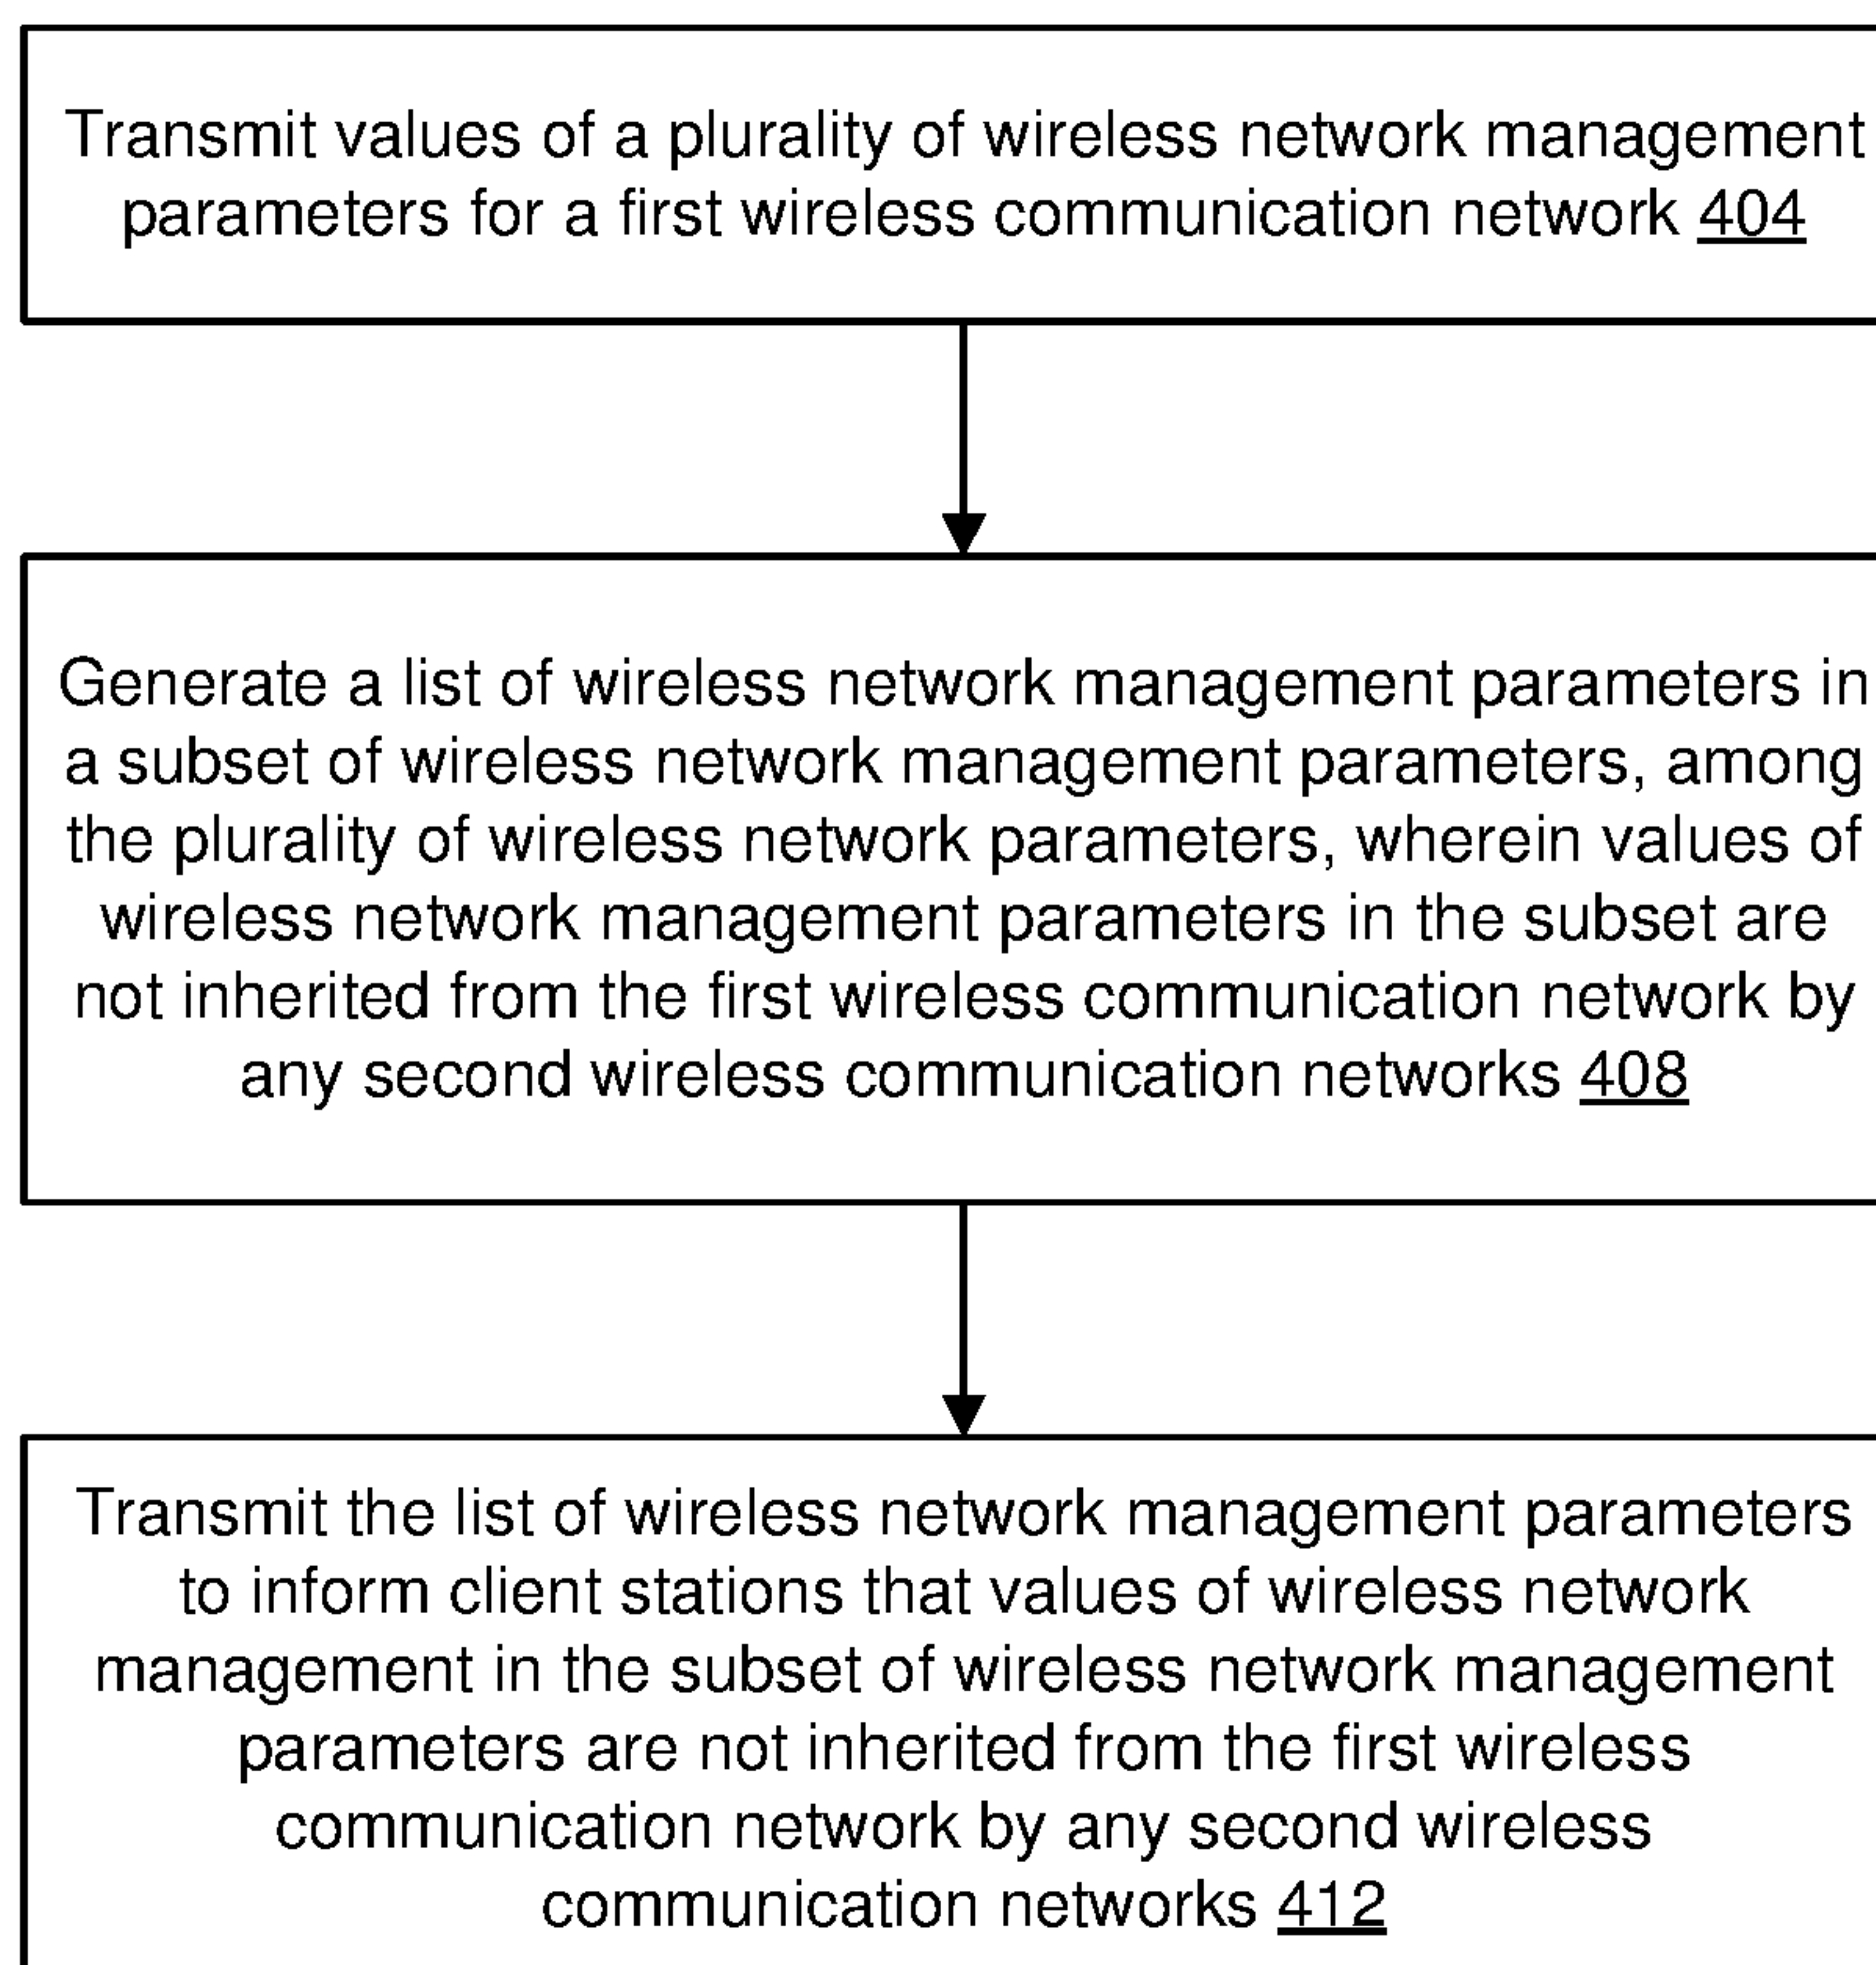 Transmit values of a plurality of wireless network management
parameters for a first wireless communication network 404
Generate a list of wireless network management parameters in
a subset of wireless network management parameters, among
the plurality of wireless network parameters, wherein values of
wireless network management parameters in the subset are
not inherited from the first wireless communication network by
any second wireless communication networks 408
Transmit the list of wireless network management parameters
to inform client stations that values of wireless network
management in the subset of wireless network management
parameters are not inherited from the first wireless
communication network by any second wireless
communication networks 412